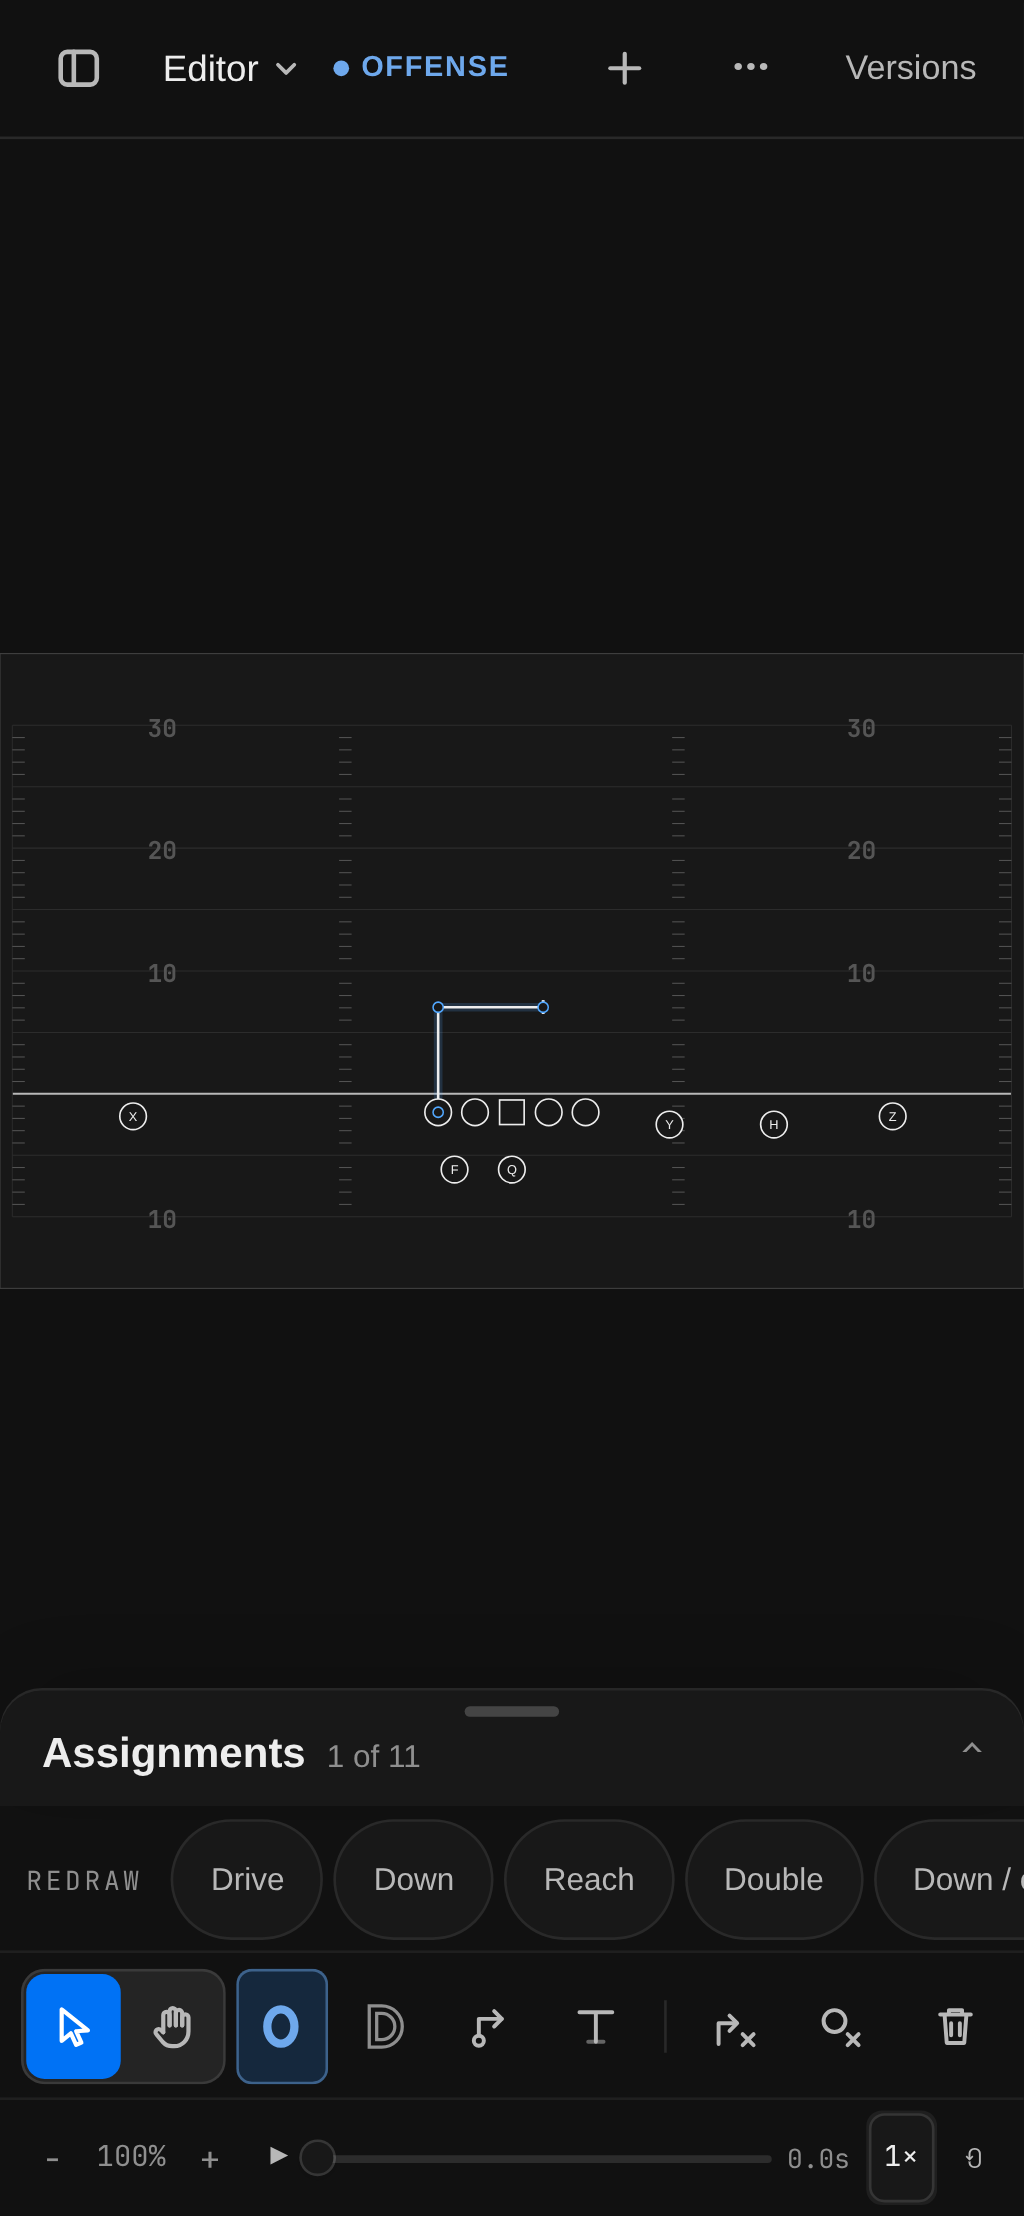 Editor OFFENSE Versions
30 30
20 20
10 10
X Y H Z
F Q
10 10
Assignments 1 of 11
REDRAW Drive Down Reach Double Down /
O D T
- 100% + 0.0s 1×